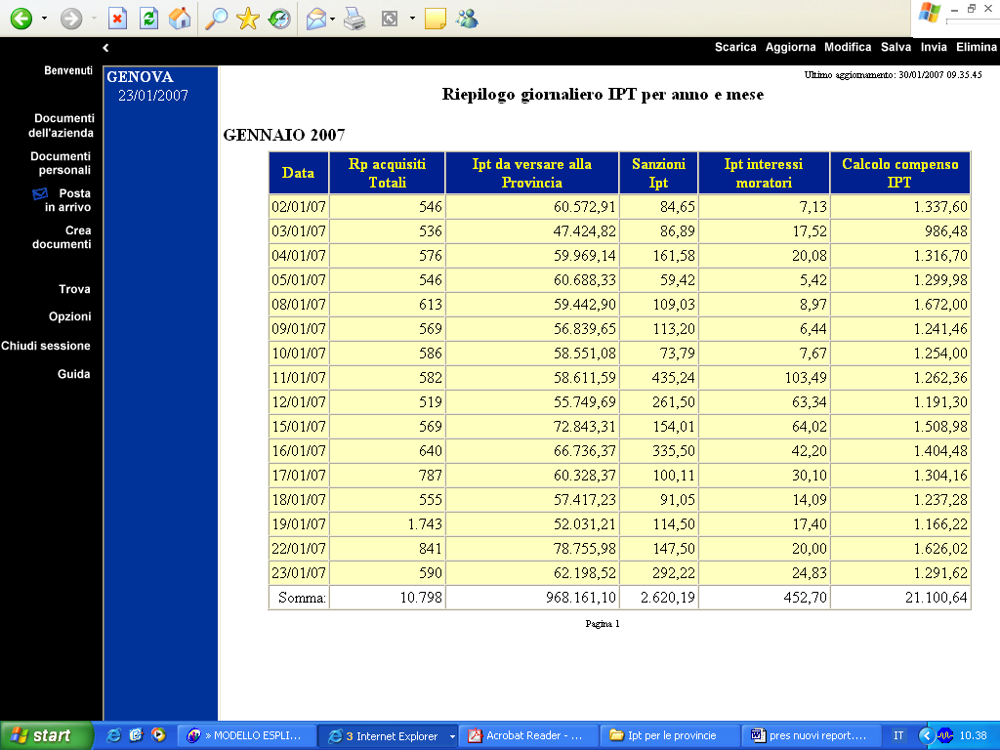 Scarica Aggiorna Modifica Salva Invia Elimina
Benvenuti
Documenti
dell'azienda
Documenti
personali
Posta
in arrivo
Crea
documenti
Trova
Opzioni
Chiudi sessione
Guida
GENOVA
23/01/2007
Ultimo aggiornamento: 30/01/2007 09.35.45
Riepilogo giornaliero IPT per anno e mese
GENNAIO 2007
Data Rp acquisiti Totali Ipt da versare alla Provincia Sanzioni Ipt Ipt interessi moratori Calcolo compenso IPT
02/01/07 546 60.572,91 84,65 7,13 1.337,60
03/01/07 536 47.424,82 86,89 17,52 986,48
04/01/07 576 59.969,14 161,58 20,08 1.316,70
05/01/07 546 60.688,33 59,42 5,42 1.299,98
08/01/07 613 59.442,90 109,03 8,97 1.672,00
09/01/07 569 56.839,65 113,20 6,44 1.241,46
10/01/07 586 58.551,08 73,79 7,67 1.254,00
11/01/07 582 58.611,59 435,24 103,49 1.262,36
12/01/07 519 55.749,69 261,50 63,34 1.191,30
15/01/07 569 72.843,31 154,01 64,02 1.508,98
16/01/07 640 66.736,37 335,50 42,20 1.404,48
17/01/07 787 60.328,37 100,11 30,10 1.304,16
18/01/07 555 57.417,23 91,05 14,09 1.237,28
19/01/07 1.743 52.031,21 114,50 17,40 1.166,22
22/01/07 841 78.755,98 147,50 20,00 1.626,02
23/01/07 590 62.198,52 292,22 24,83 1.291,62
Somma: 10.798 968.161,10 2.620,19 452,70 21.100,64
Pagina 1
start » MODELLO ESPLI... 3 Internet Explorer Acrobat Reader - ... Ipt per le provincie pres nuovi report.... IT 10.38